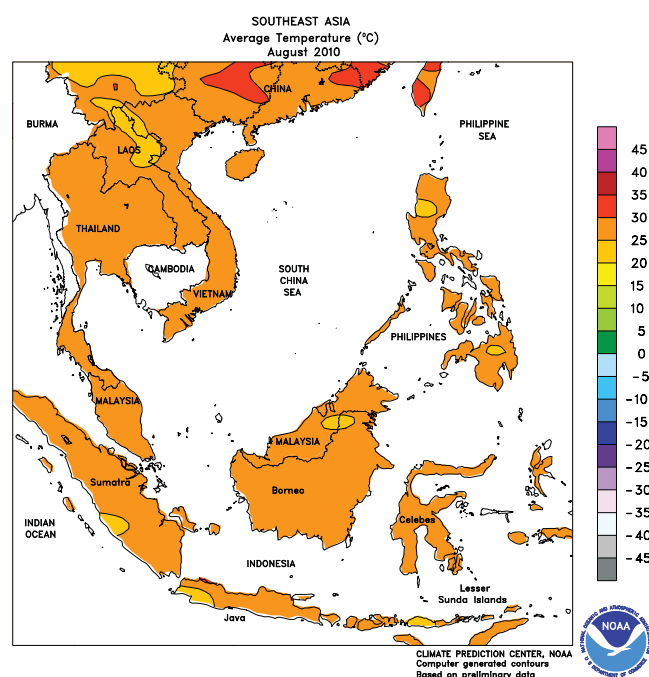 SOUTHEAST ASIA
Average Temperature (°C)
August 2010
CHINA
BURMA
PHILIPPINE
SEA
LAOS
THAILAND
CAMBODIA
SOUTH
CHINA
SEA
VIETNAM
PHILIPPINES
MALAYSIA
MALAYSIA
Sumatra
Borneo
Celebes
INDIAN
OCEAN
INDONESIA
Lesser
Sunda Islands
Java
45
40
35
30
25
20
15
10
5
0
-5
-10
-15
-20
-25
-30
-35
-40
-45
NOAA
CLIMATE PREDICTION CENTER, NOAA
Computer generated contours
Based on preliminary data